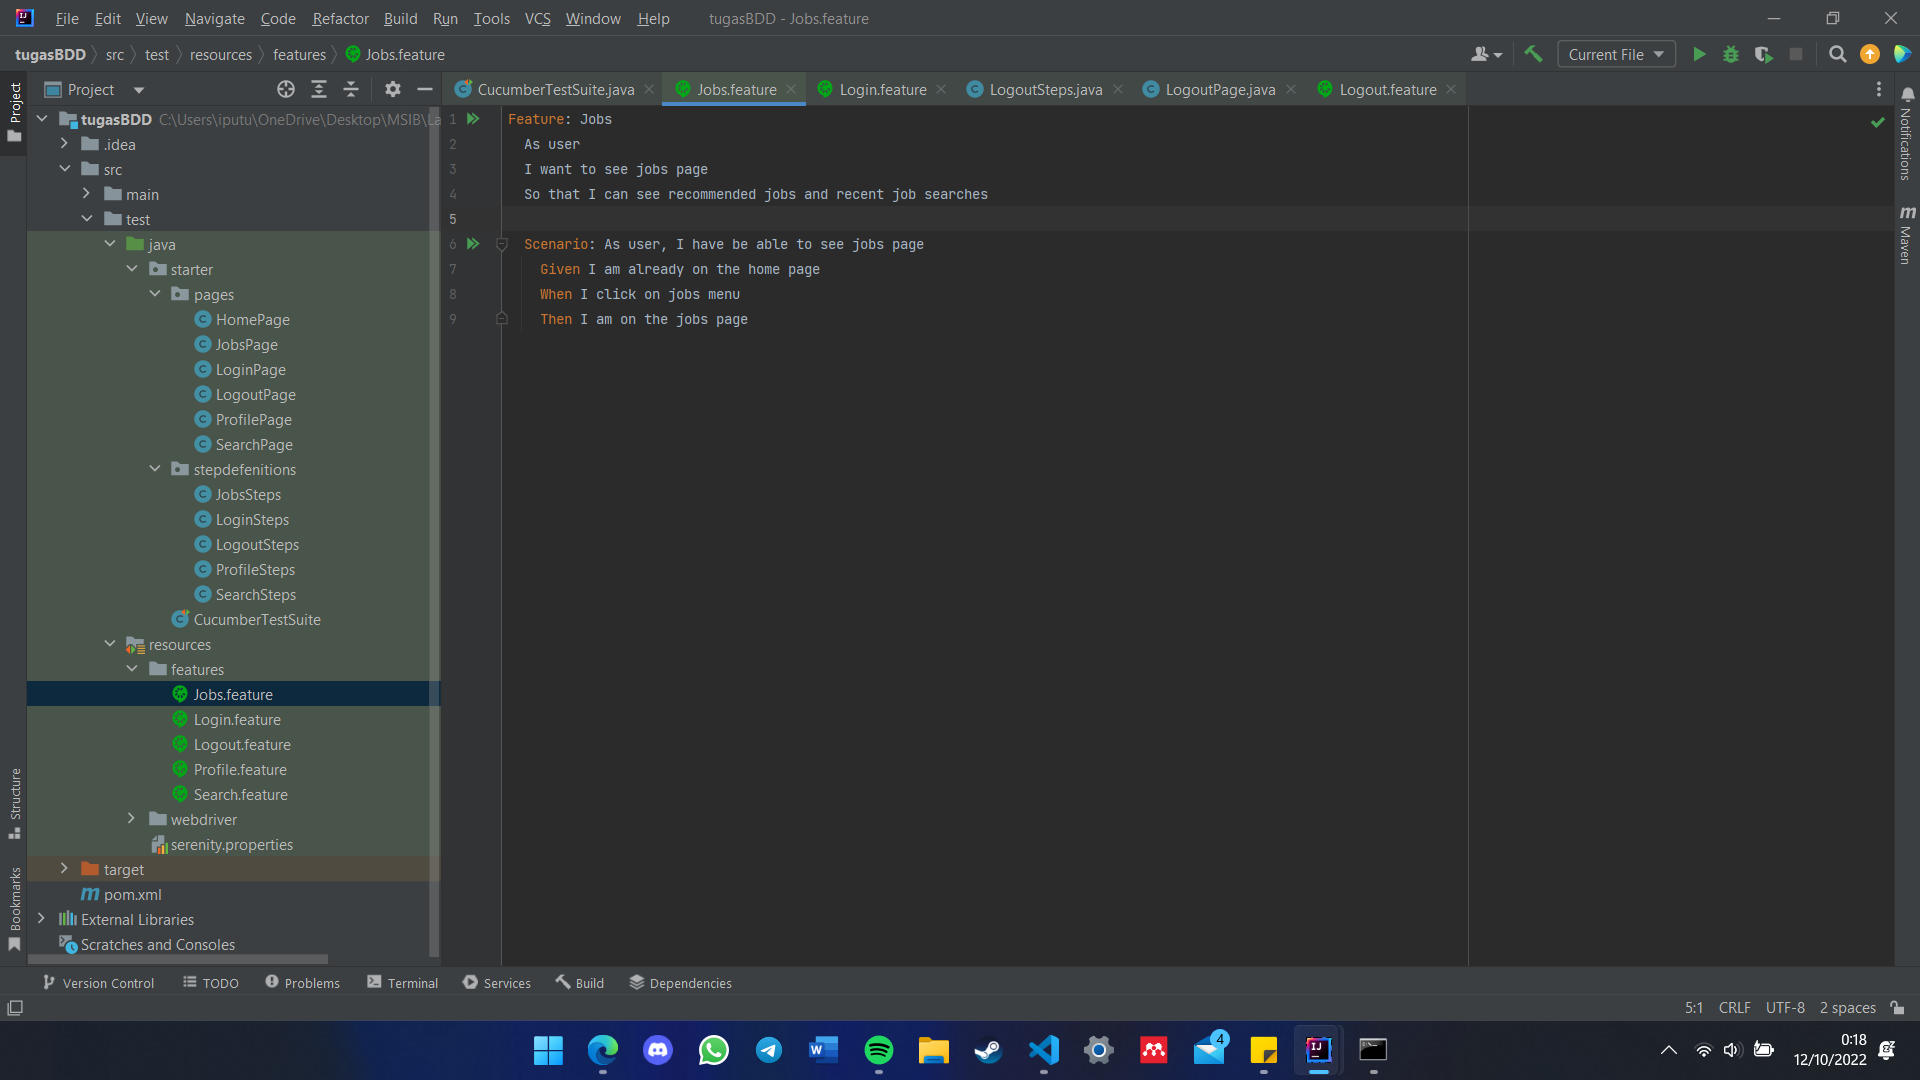 File Edit View Navigate Code Refactor Build Run Tools VCS Window Help tugasBDD - Jobs.feature
tugasBDD src test resources features Jobs.feature
Current File
Project
CucumberTestSuite.java Jobs.feature Login.feature LogoutSteps.java LogoutPage.java Logout.feature
Project
Notifications
Maven
Structure
Bookmarks
tugasBDD C:\Users\iputu\OneDrive\Desktop\MSIB\La
.idea
src
main
test
java
starter
pages
HomePage
JobsPage
LoginPage
LogoutPage
ProfilePage
SearchPage
stepdefenitions
JobsSteps
LoginSteps
LogoutSteps
ProfileSteps
SearchSteps
CucumberTestSuite
resources
features
Jobs.feature
Login.feature
Logout.feature
Profile.feature
Search.feature
webdriver
serenity.properties
target
pom.xml
External Libraries
Scratches and Consoles
1 Feature: Jobs
2 As user
3 I want to see jobs page
4 So that I can see recommended jobs and recent job searches
5
6 Scenario: As user, I have be able to see jobs page
7 Given I am already on the home page
8 When I click on jobs menu
9 Then I am on the jobs page
Version Control TODO Problems Terminal Services Build Dependencies
5:1 CRLF UTF-8 2 spaces
4
0:18
12/10/2022